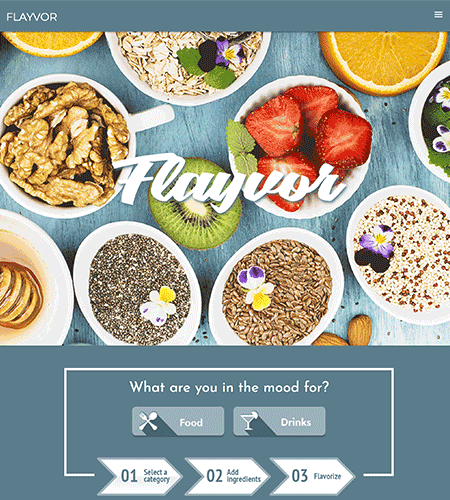 FLAYVOR
Flayvor
What are you in the mood for?
Food
Drinks
01 Select a category
02 Add ingredients
03 Flavorize